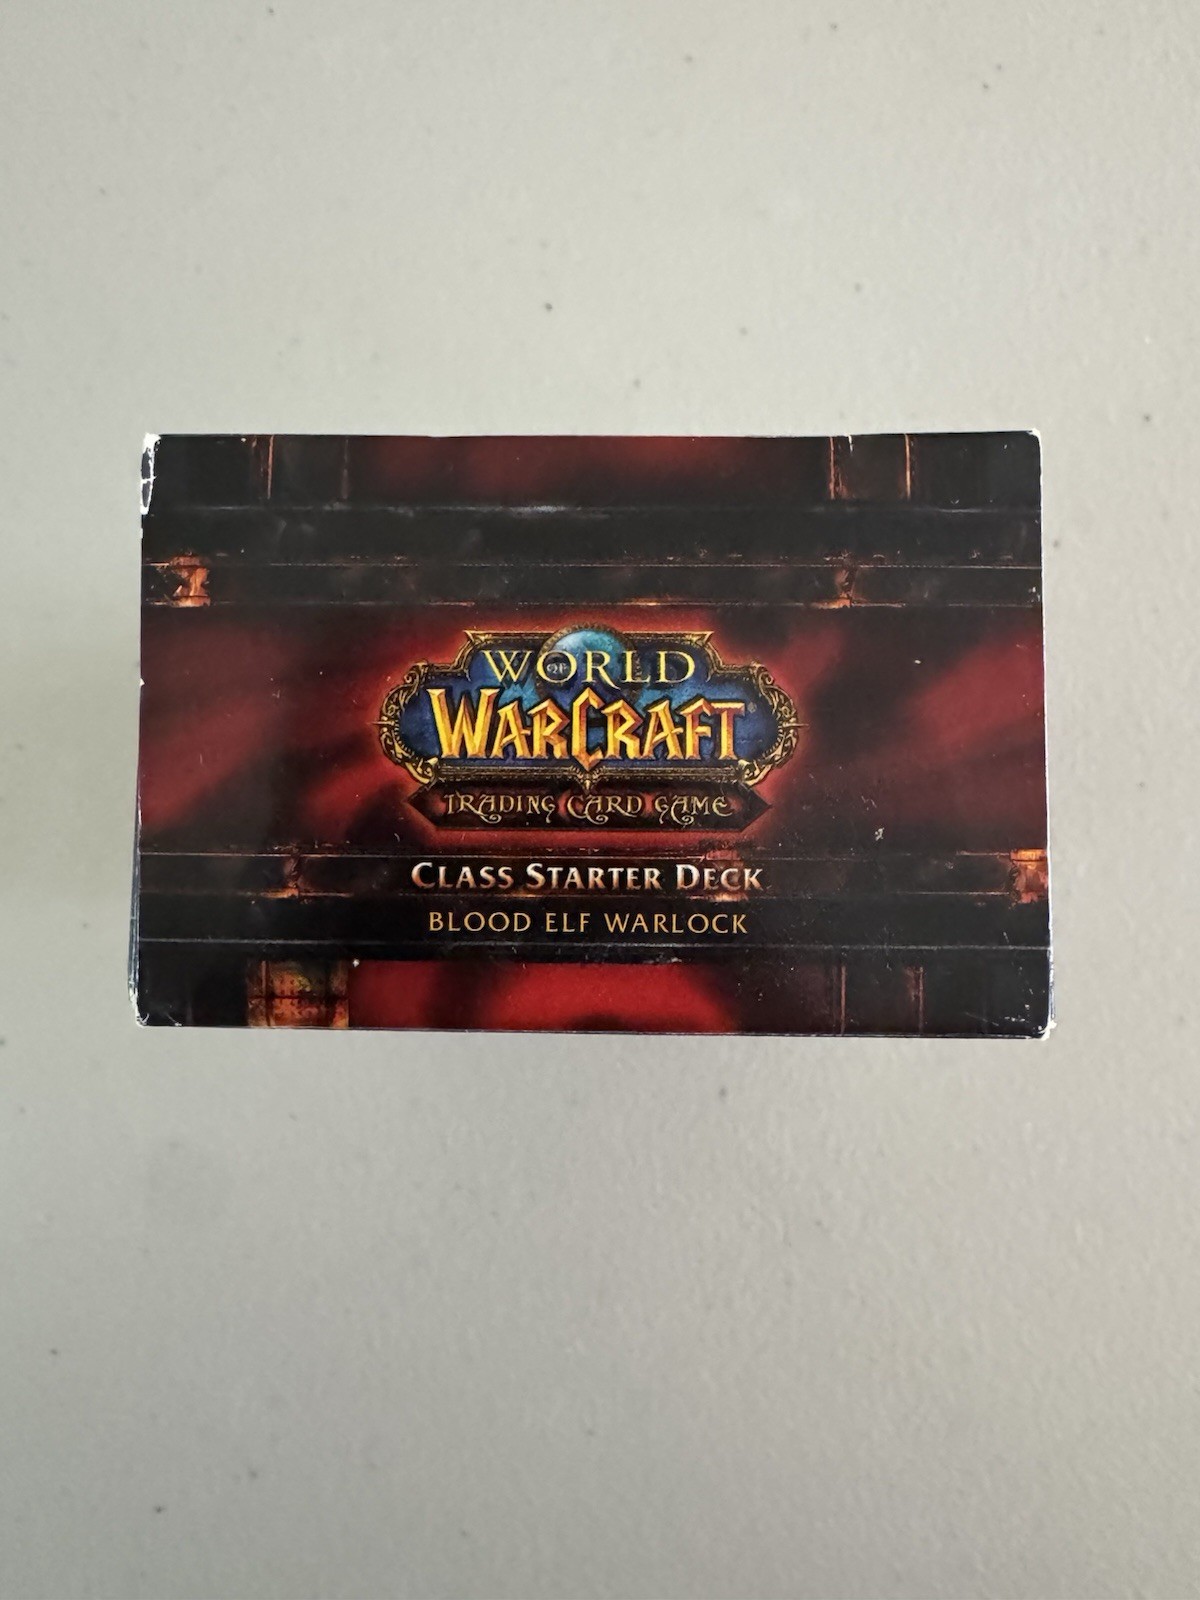 WORLD
OF
WARCRAFT®
TRADING CARD GAME
CLASS STARTER DECK
BLOOD ELF WARLOCK